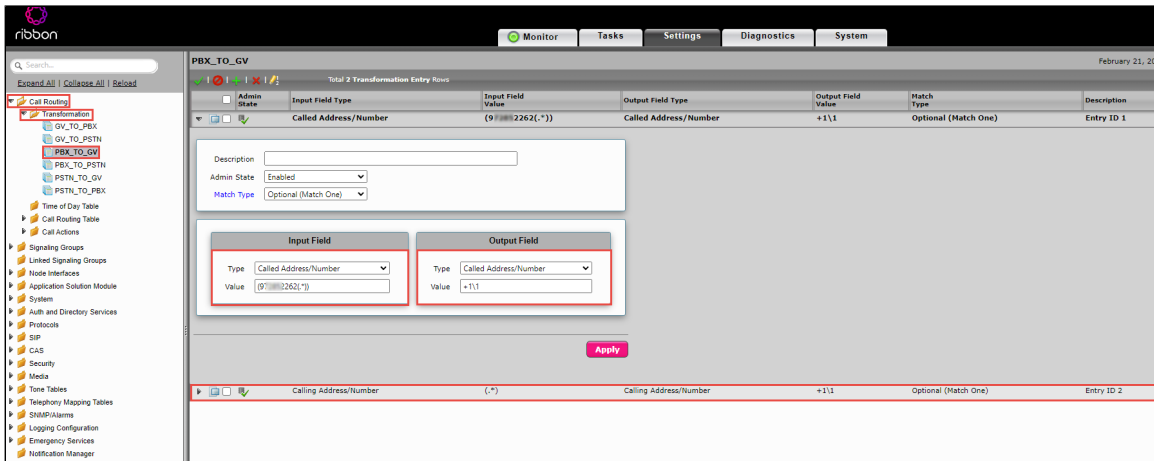 ribbon
Monitor
Tasks
Settings
Diagnostics
System
Search...
Expand All | Collapse All | Reload
Call Routing
Transformation
GV_TO_PBX
GV_TO_PSTN
PBX_TO_GV
PBX_TO_PSTN
PSTN_TO_GV
PSTN_TO_PBX
Time of Day Table
Call Routing Table
Call Actions
Signaling Groups
Linked Signaling Groups
Node Interfaces
Application Solution Module
System
Auth and Directory Services
Protocols
SIP
CAS
Security
Media
Tone Tables
Telephony Mapping Tables
SNMP/Alarms
Logging Configuration
Emergency Services
Notification Manager
PBX_TO_GV
February 21, 20
Total 2 Transformation Entry Rows
Admin State Input Field Type Input Field Value Output Field Type Output Field Value Match Type Description
Called Address/Number 2262(.*)) Called Address/Number +1\1 Optional (Match One) Entry ID 1
Description
Admin State Enabled
Match Type Optional (Match One)
Input Field Output Field
Type Called Address/Number Type Called Address/Number
Value 2262(.*)) Value +1\1
Apply
Calling Address/Number (.*) Calling Address/Number +1\1 Optional (Match One) Entry ID 2